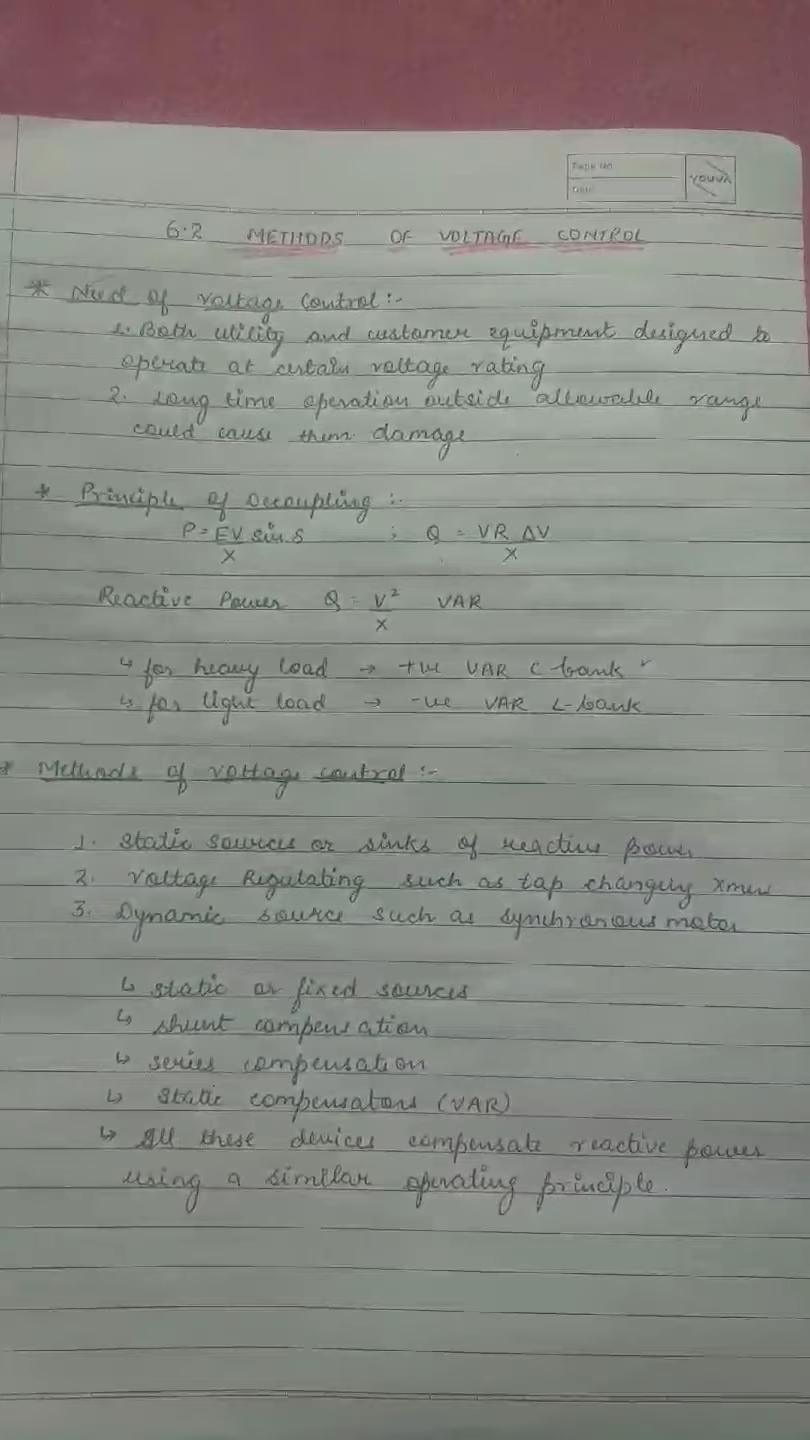 Page No.
Date
YOUVA
6.2 METHODS OF VOLTAGE CONTROL
* Need of voltage control :-
1. Both utility and customer equipment designed to
operate at certain voltage rating
2. Long time operation outside allowable range
could cause them damage
* Principle of Decoupling :-
P = EV sin δ / X ; Q = VR ΔV / X
Reactive Power Q = V² / X VAR
↳ for heavy load → +ve VAR C-bank
↳ for light load → -ve VAR L-bank
* Methods of voltage control :-
1. Static sources or sinks of reactive power
2. Voltage Regulating such as tap changing xmer
3. Dynamic source such as synchronous motor
↳ static or fixed sources
↳ shunt compensation
↳ series compensation
↳ static compensators (VAR)
↳ All these devices compensate reactive power
using a similar operating principle.